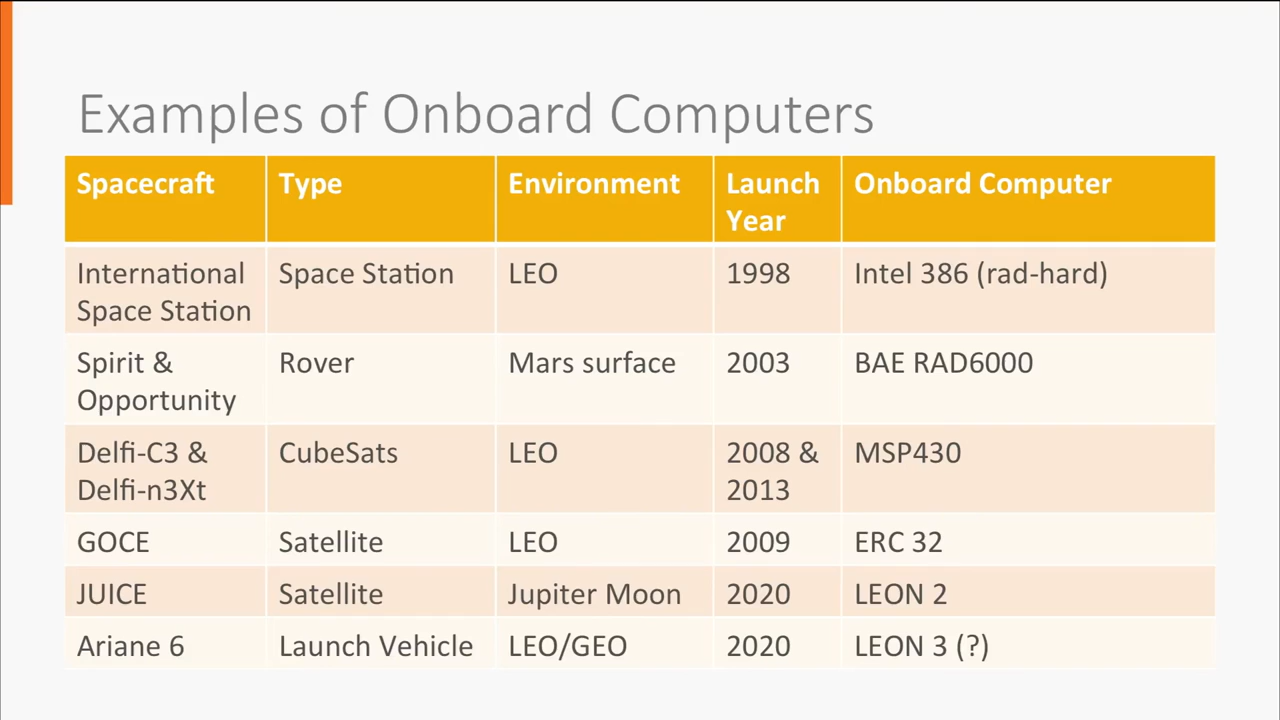 Examples of Onboard Computers
Spacecraft Type Environment Launch Year Onboard Computer
International Space Station Space Station LEO 1998 Intel 386 (rad-hard)
Spirit & Opportunity Rover Mars surface 2003 BAE RAD6000
Delfi-C3 & Delfi-n3Xt CubeSats LEO 2008 & 2013 MSP430
GOCE Satellite LEO 2009 ERC 32
JUICE Satellite Jupiter Moon 2020 LEON 2
Ariane 6 Launch Vehicle LEO/GEO 2020 LEON 3 (?)